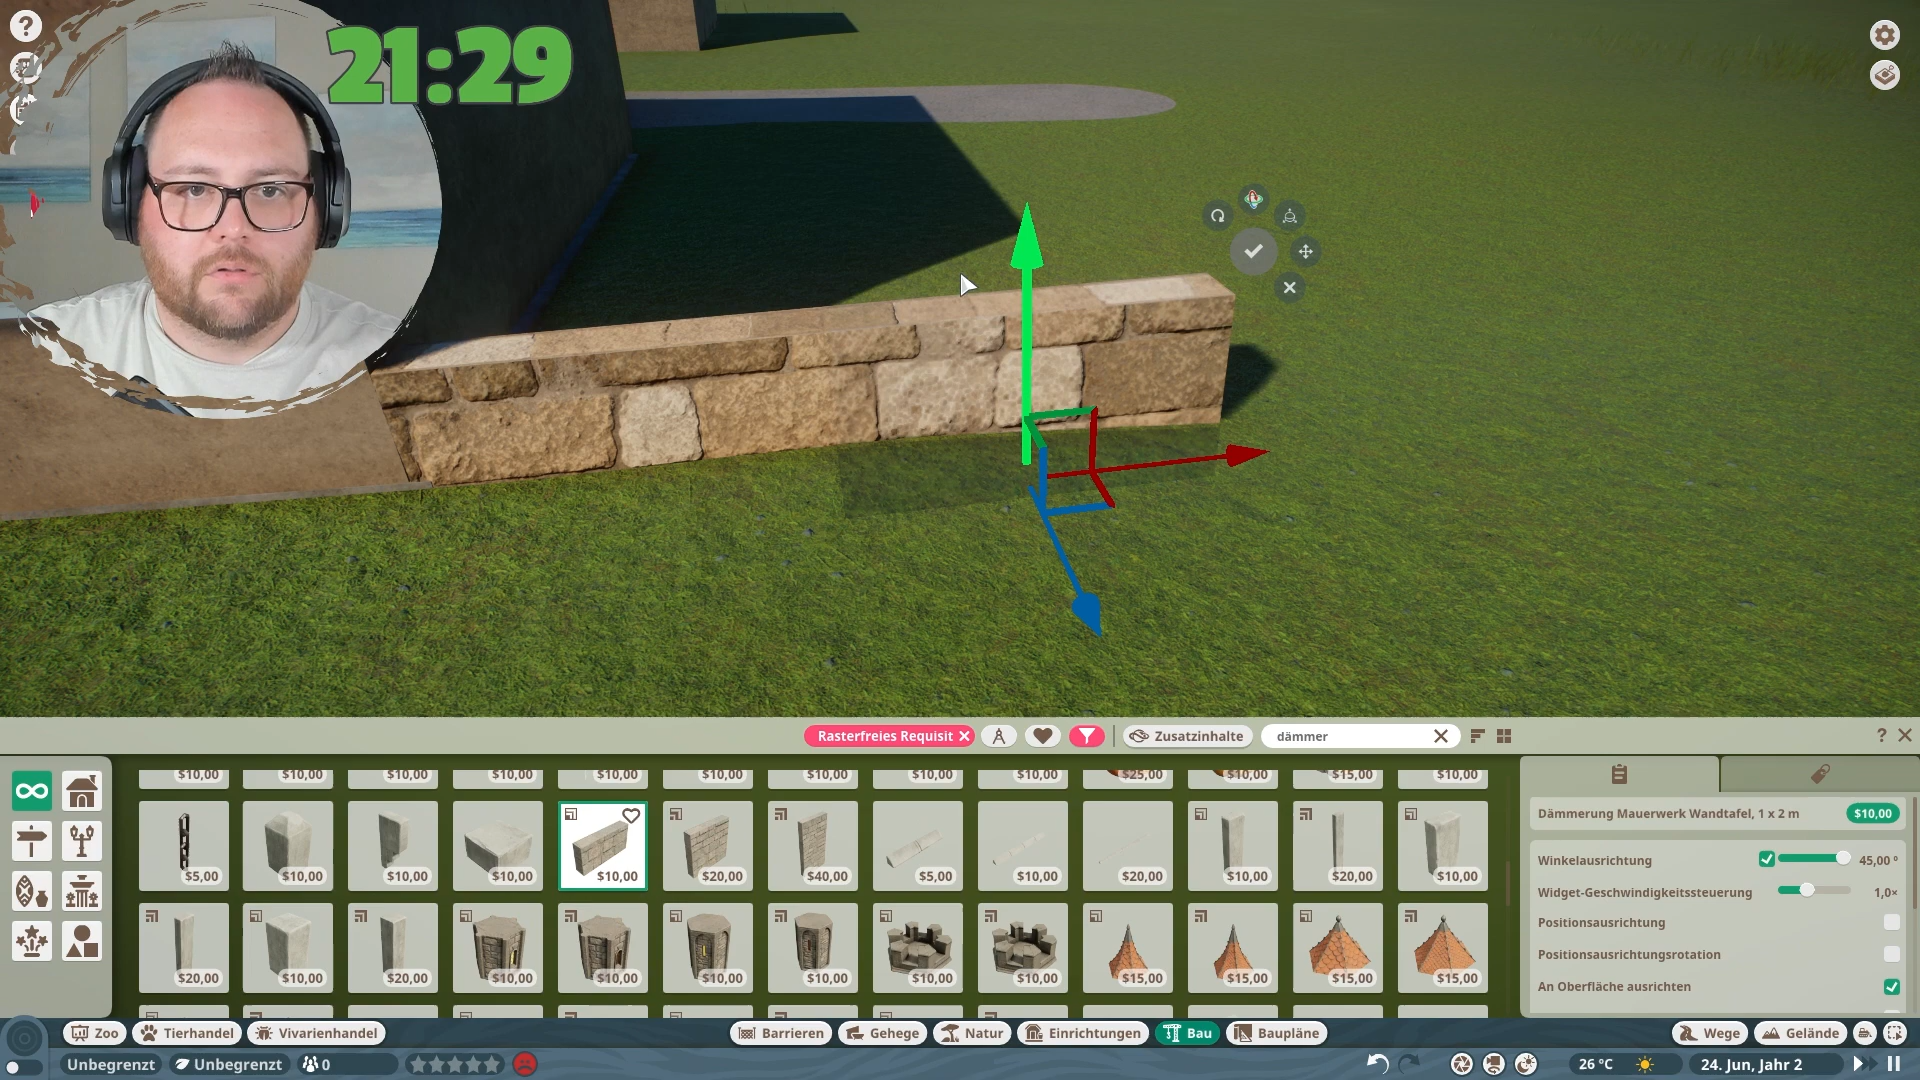 21:29
Rasterfreies Requisit
Zusatzinhalte
dämmer
$10,00 $10,00 $10,00 $10,00 $10,00 $10,00 $10,00 $10,00 $10,00 $25,00 $10,00 $15,00 $10,00
$5,00 $10,00 $10,00 $10,00 $10,00 $20,00 $40,00 $5,00 $10,00 $20,00 $10,00 $20,00 $10,00
$20,00 $10,00 $20,00 $10,00 $10,00 $10,00 $10,00 $10,00 $10,00 $15,00 $15,00 $15,00 $15,00
Dämmerung Mauerwerk Wandtafel, 1 x 2 m $10,00
Winkelausrichtung 45,00 °
Widget-Geschwindigkeitssteuerung 1,0×
Positionsausrichtung
Positionsausrichtungsrotation
An Oberfläche ausrichten
Zoo Tierhandel Vivarienhandel Barrieren Gehege Natur Einrichtungen Bau Baupläne Wege Gelände
Unbegrenzt Unbegrenzt 0 26 °C 24. Jun, Jahr 2